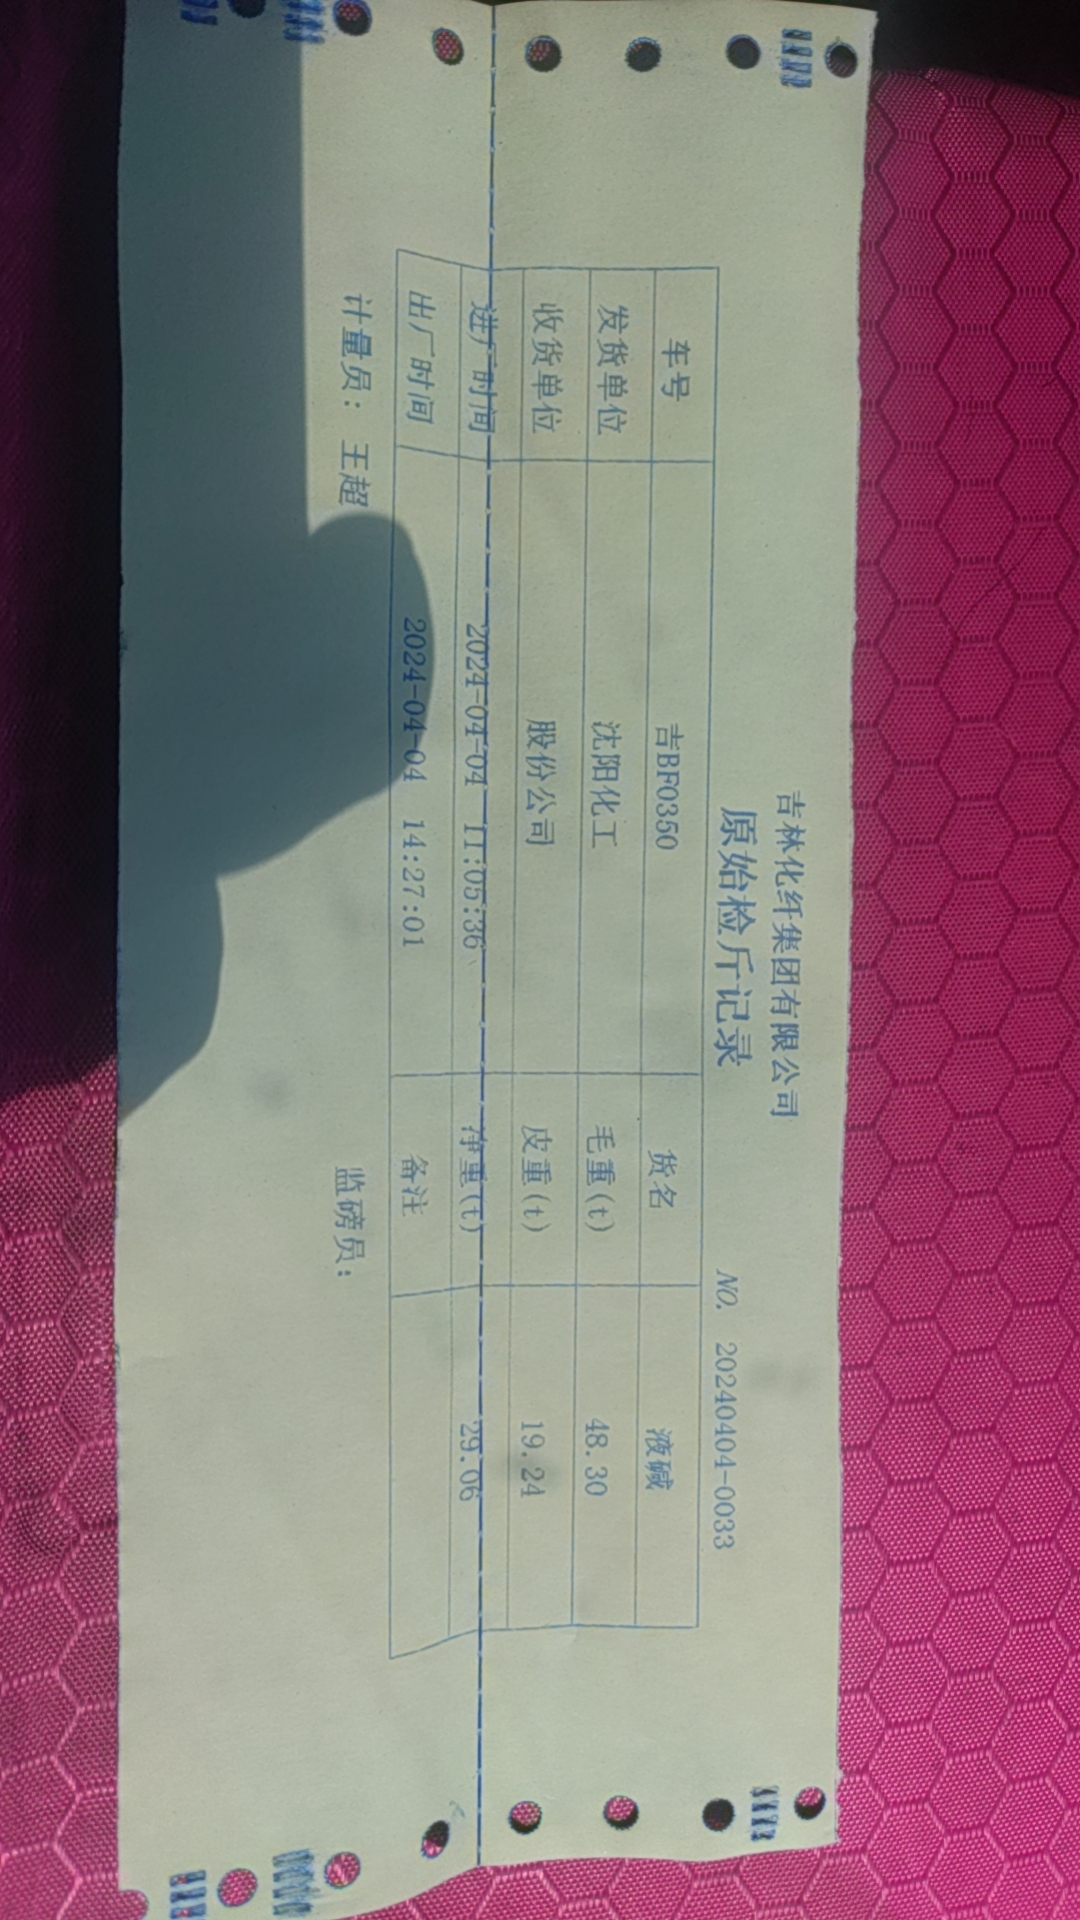 吉林化纤集团有限公司
原始检斤记录
NO. 20240404-0033
车号 吉BF0350 货名 液碱
发货单位 沈阳化工 毛重(t) 48.30
收货单位 股份公司 皮重(t) 19.24
进厂时间 2024-04-04 11:05:36 净重(t) 29.06
出厂时间 2024-04-04 14:27:01 备注
计量员: 王超 监磅员: